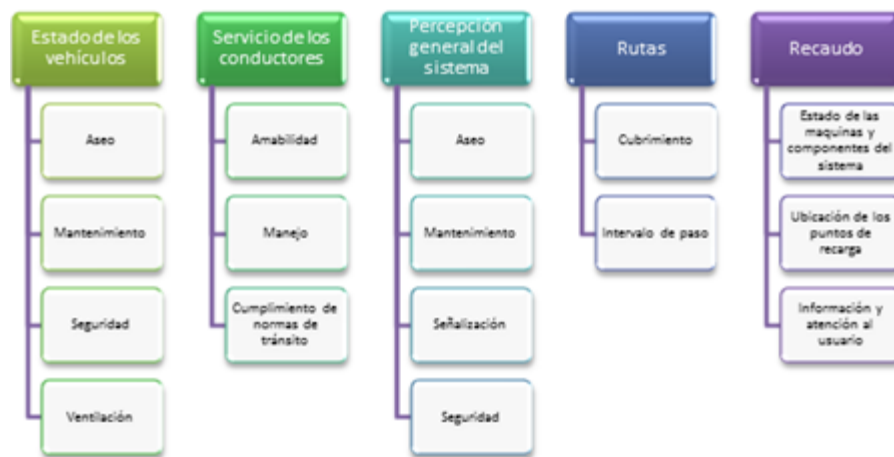 Estado de los
vehículos
Aseo
Mantenimiento
Seguridad
Ventilación
Servicio de los
conductores
Amabilidad
Manejo
Cumplimiento de
normas de
tránsito
Percepción
general del
sistema
Aseo
Mantenimiento
Señalización
Seguridad
Rutas
Cubrimiento
Intervalo de paso
Recaudo
Estado de las
maquinas y
componentes del
sistema
Ubicación de los
puntos de
recarga
Información y
atención al
usuario